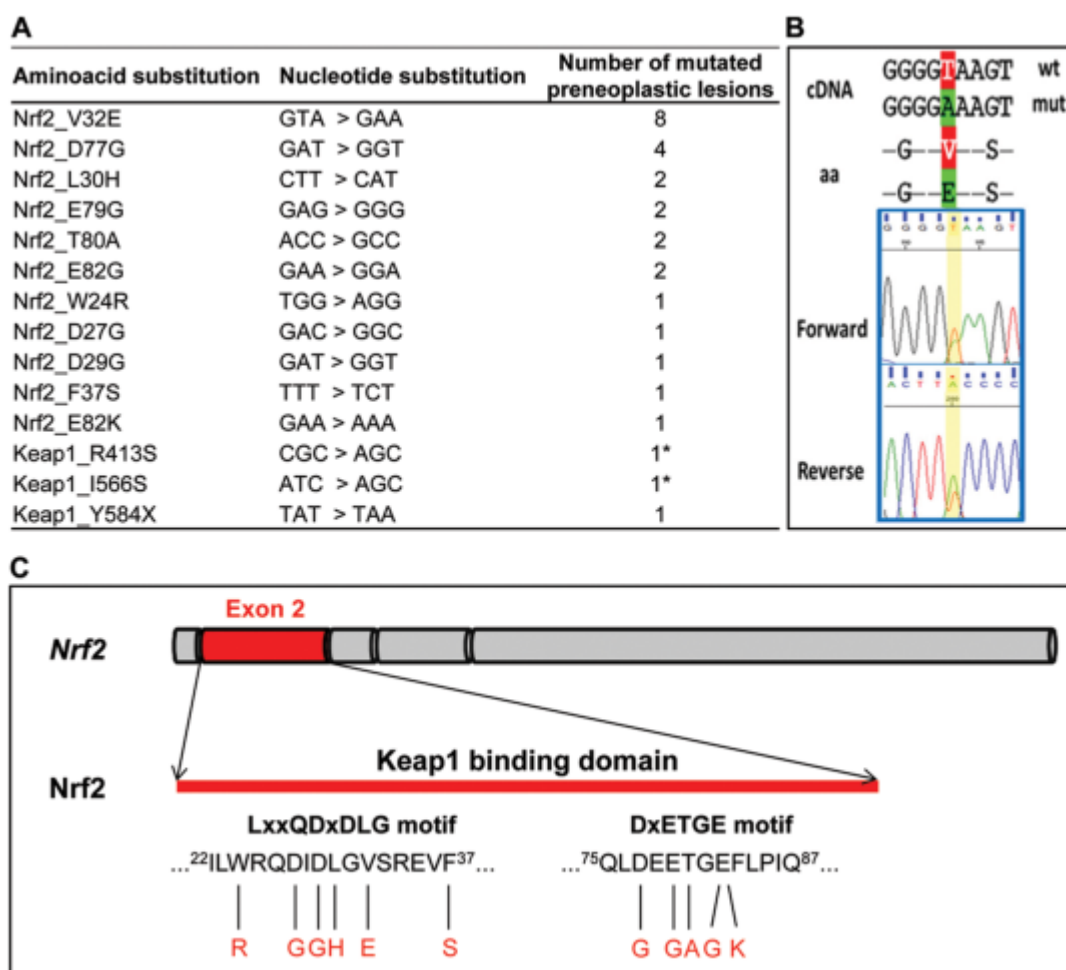 A
Aminoacid substitution Nucleotide substitution Number of mutated preneoplastic lesions
Nrf2_V32E GTA > GAA 8
Nrf2_D77G GAT > GGT 4
Nrf2_L30H CTT > CAT 2
Nrf2_E79G GAG > GGG 2
Nrf2_T80A ACC > GCC 2
Nrf2_E82G GAA > GGA 2
Nrf2_W24R TGG > AGG 1
Nrf2_D27G GAC > GGC 1
Nrf2_D29G GAT > GGT 1
Nrf2_F37S TTT > TCT 1
Nrf2_E82K GAA > AAA 1
Keap1_R413S CGC > AGC 1*
Keap1_I566S ATC > AGC 1*
Keap1_Y584X TAT > TAA 1
B
cDNA
GGGGTAAGT wt
GGGGAAAGT mut
aa
—G—V—S—
—G—E—S—
G G G G T A A G T
Forward
A C T T A C C C C
Reverse
C
Exon 2
Nrf2
Keap1 binding domain
Nrf2
LxxQDxDLG motif DxETGE motif
...²²ILWRQDIDLGVSREVF³⁷... ...⁷⁵QLDEETGEFLPIQ⁸⁷...
R G G H E S G G A G K